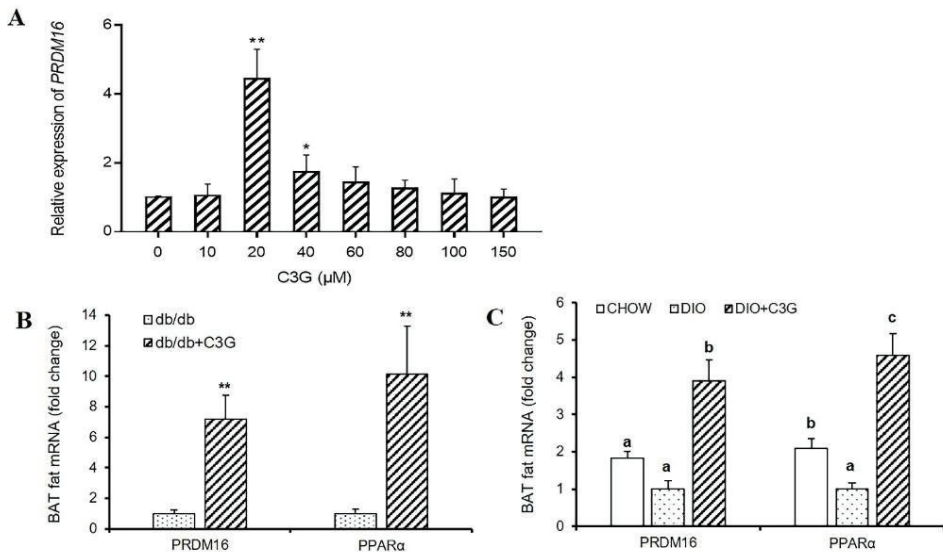 A
Relative expression of PRDM16
6
4
2
0
**
*
0 10 20 40 60 80 100 150
C3G (µM)
B
BAT fat mRNA (fold change)
14
12
10
8
6
4
2
0
db/db
db/db+C3G
**
**
PRDM16 PPARα
C
BAT fat mRNA (fold change)
6
5
4
3
2
1
0
CHOW DIO DIO+C3G
a a b b a c
PRDM16 PPARα